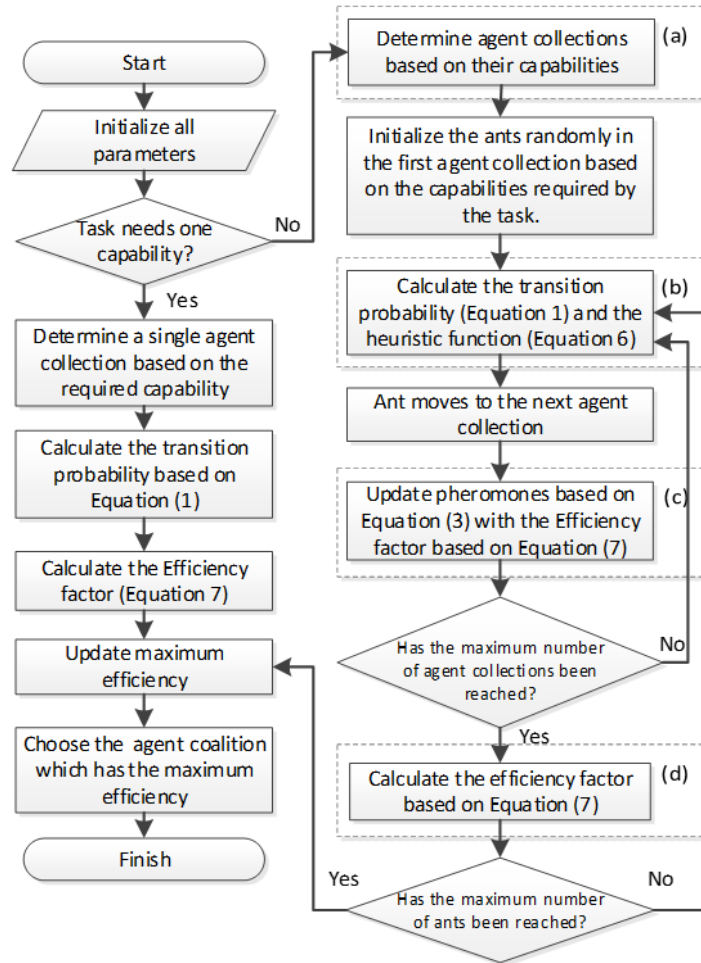 Start
Initialize all
parameters
Task needs one
capability?
No
Yes
Determine a single agent
collection based on the
required capability
Calculate the transition
probability based on
Equation (1)
Calculate the Efficiency
factor (Equation 7)
Update maximum
efficiency
Choose the agent coalition
which has the maximum
efficiency
Finish
Determine agent collections
based on their capabilities
(a)
Initialize the ants randomly in
the first agent collection based
on the capabilities required by
the task.
Calculate the transition
probability (Equation 1) and the
heuristic function (Equation 6)
(b)
Ant moves to the next agent
collection
Update pheromones based on
Equation (3) with the Efficiency
factor based on Equation (7)
(c)
Has the maximum number
of agent collections been
reached?
No
Yes
Calculate the efficiency factor
based on Equation (7)
(d)
Has the maximum number
of ants been reached?
Yes
No